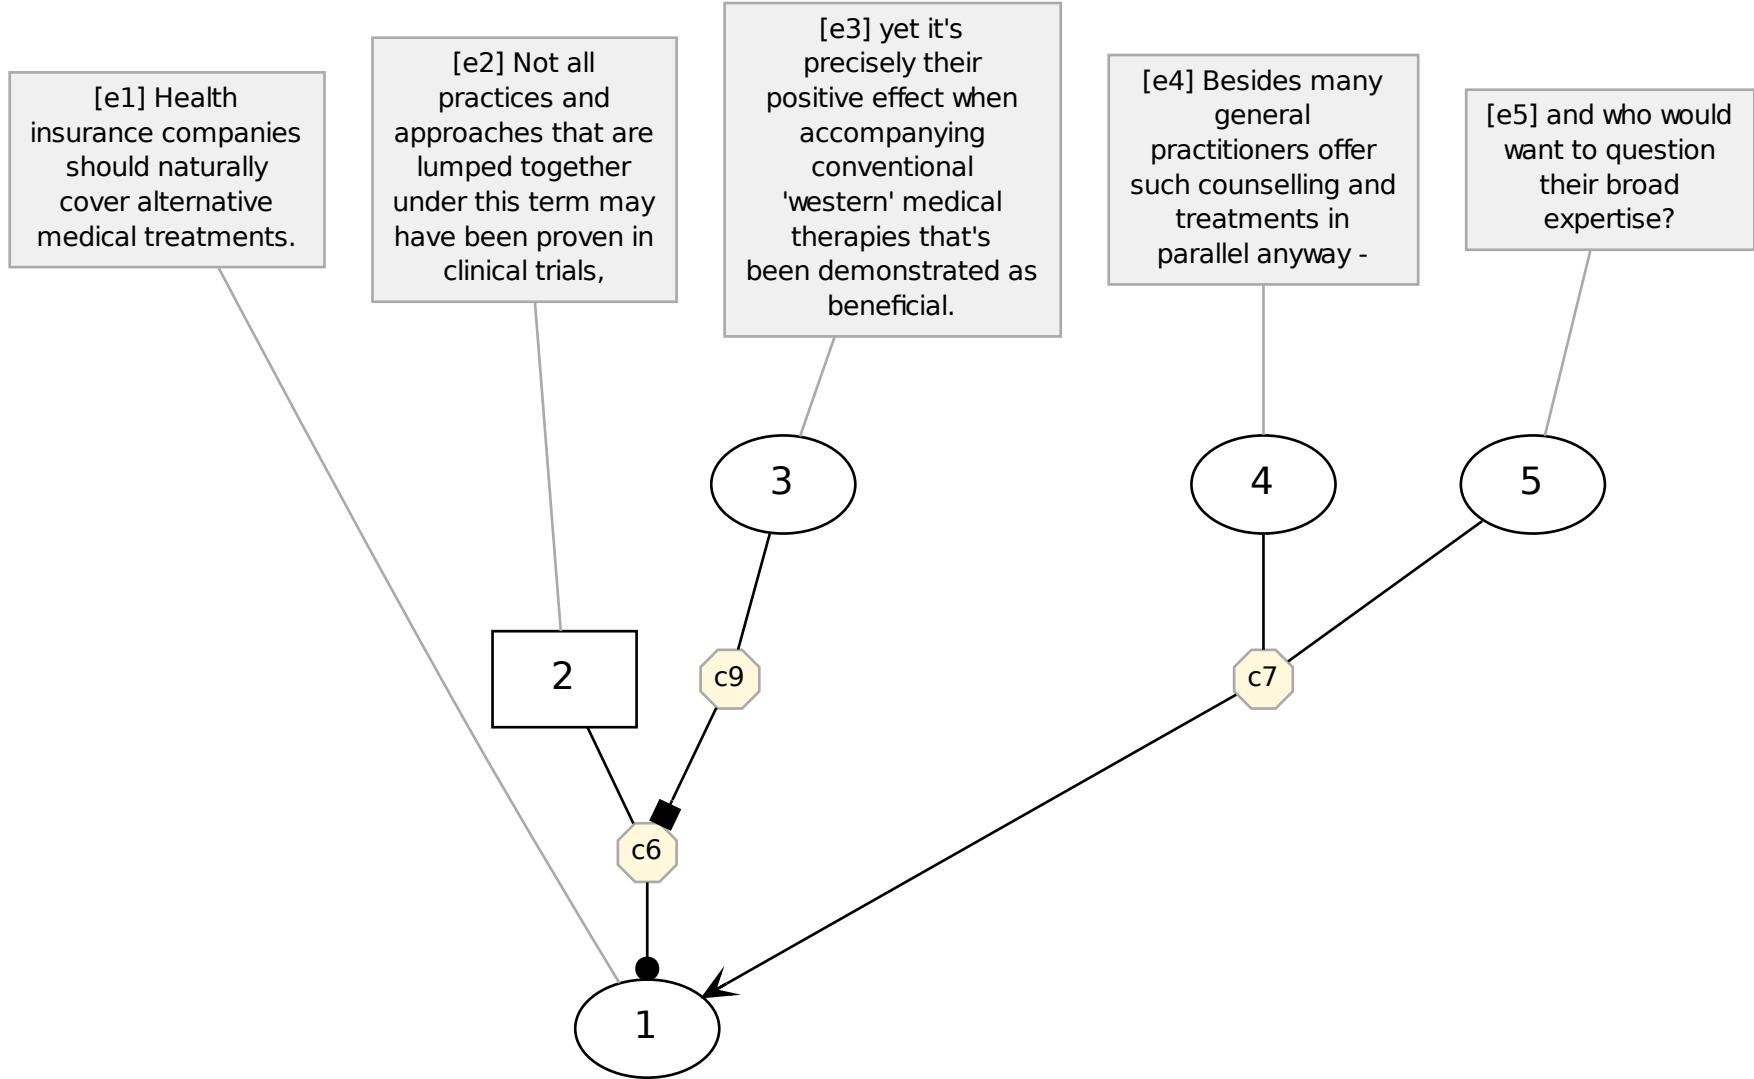 [e1] Health
insurance companies
should naturally
cover alternative
medical treatments.
[e2] Not all
practices and
approaches that are
lumped together
under this term may
have been proven in
clinical trials,
[e3] yet it's
precisely their
positive effect when
accompanying
conventional
'western' medical
therapies that's
been demonstrated as
beneficial.
[e4] Besides many
general
practitioners offer
such counselling and
treatments in
parallel anyway -
[e5] and who would
want to question
their broad
expertise?
3
4
5
2
c9
c7
c6
1